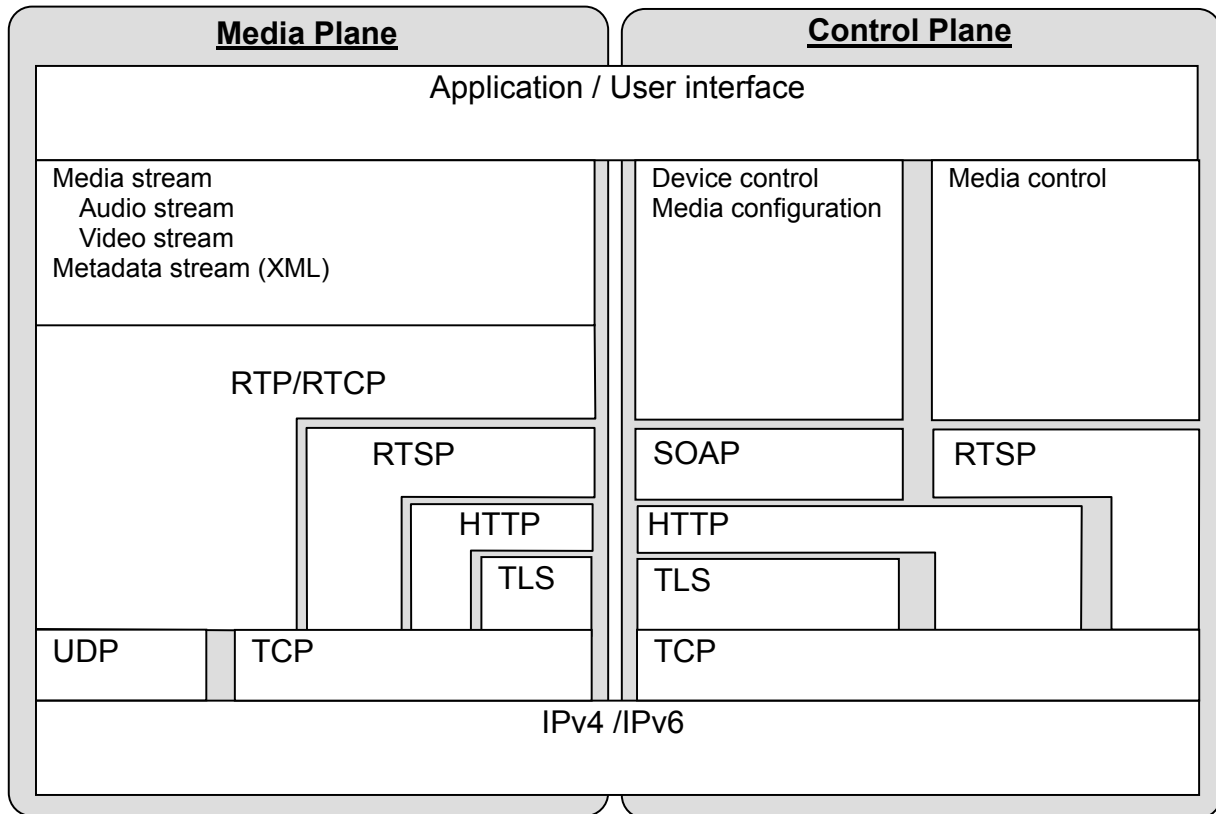 Media Plane
Control Plane
Application / User interface
Media stream
Audio stream
Video stream
Metadata stream (XML)
Device control
Media configuration
Media control
RTP/RTCP
RTSP
SOAP
RTSP
HTTP
HTTP
TLS
TLS
UDP
TCP
TCP
IPv4 /IPv6